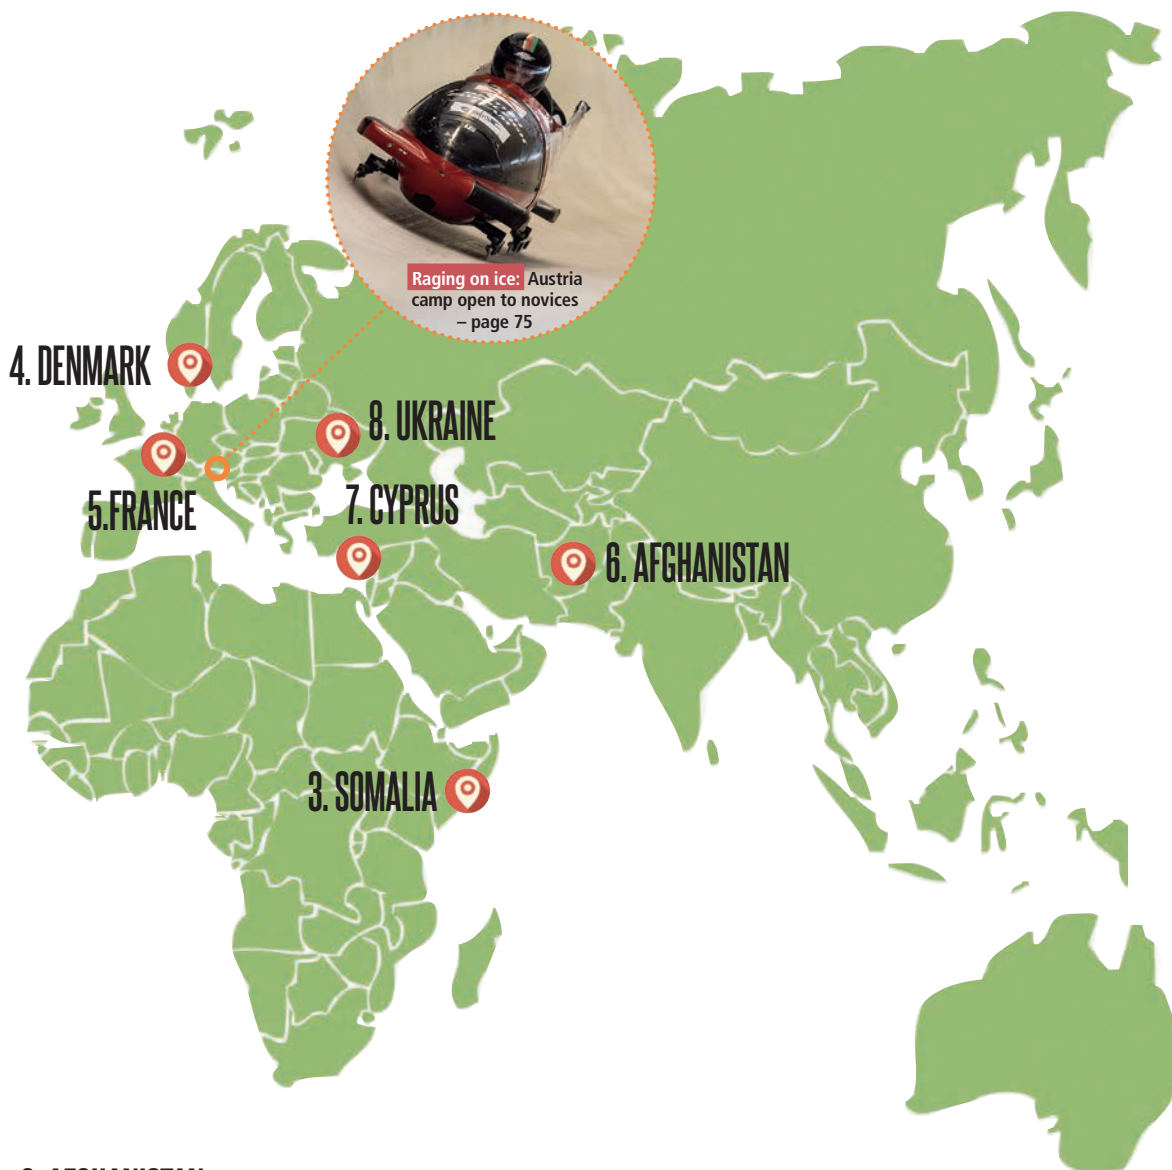 Raging on ice: Austria
camp open to novices
– page 75
4. DENMARK
8. UKRAINE
5.FRANCE
7. CYPRUS
6. AFGHANISTAN
3. SOMALIA